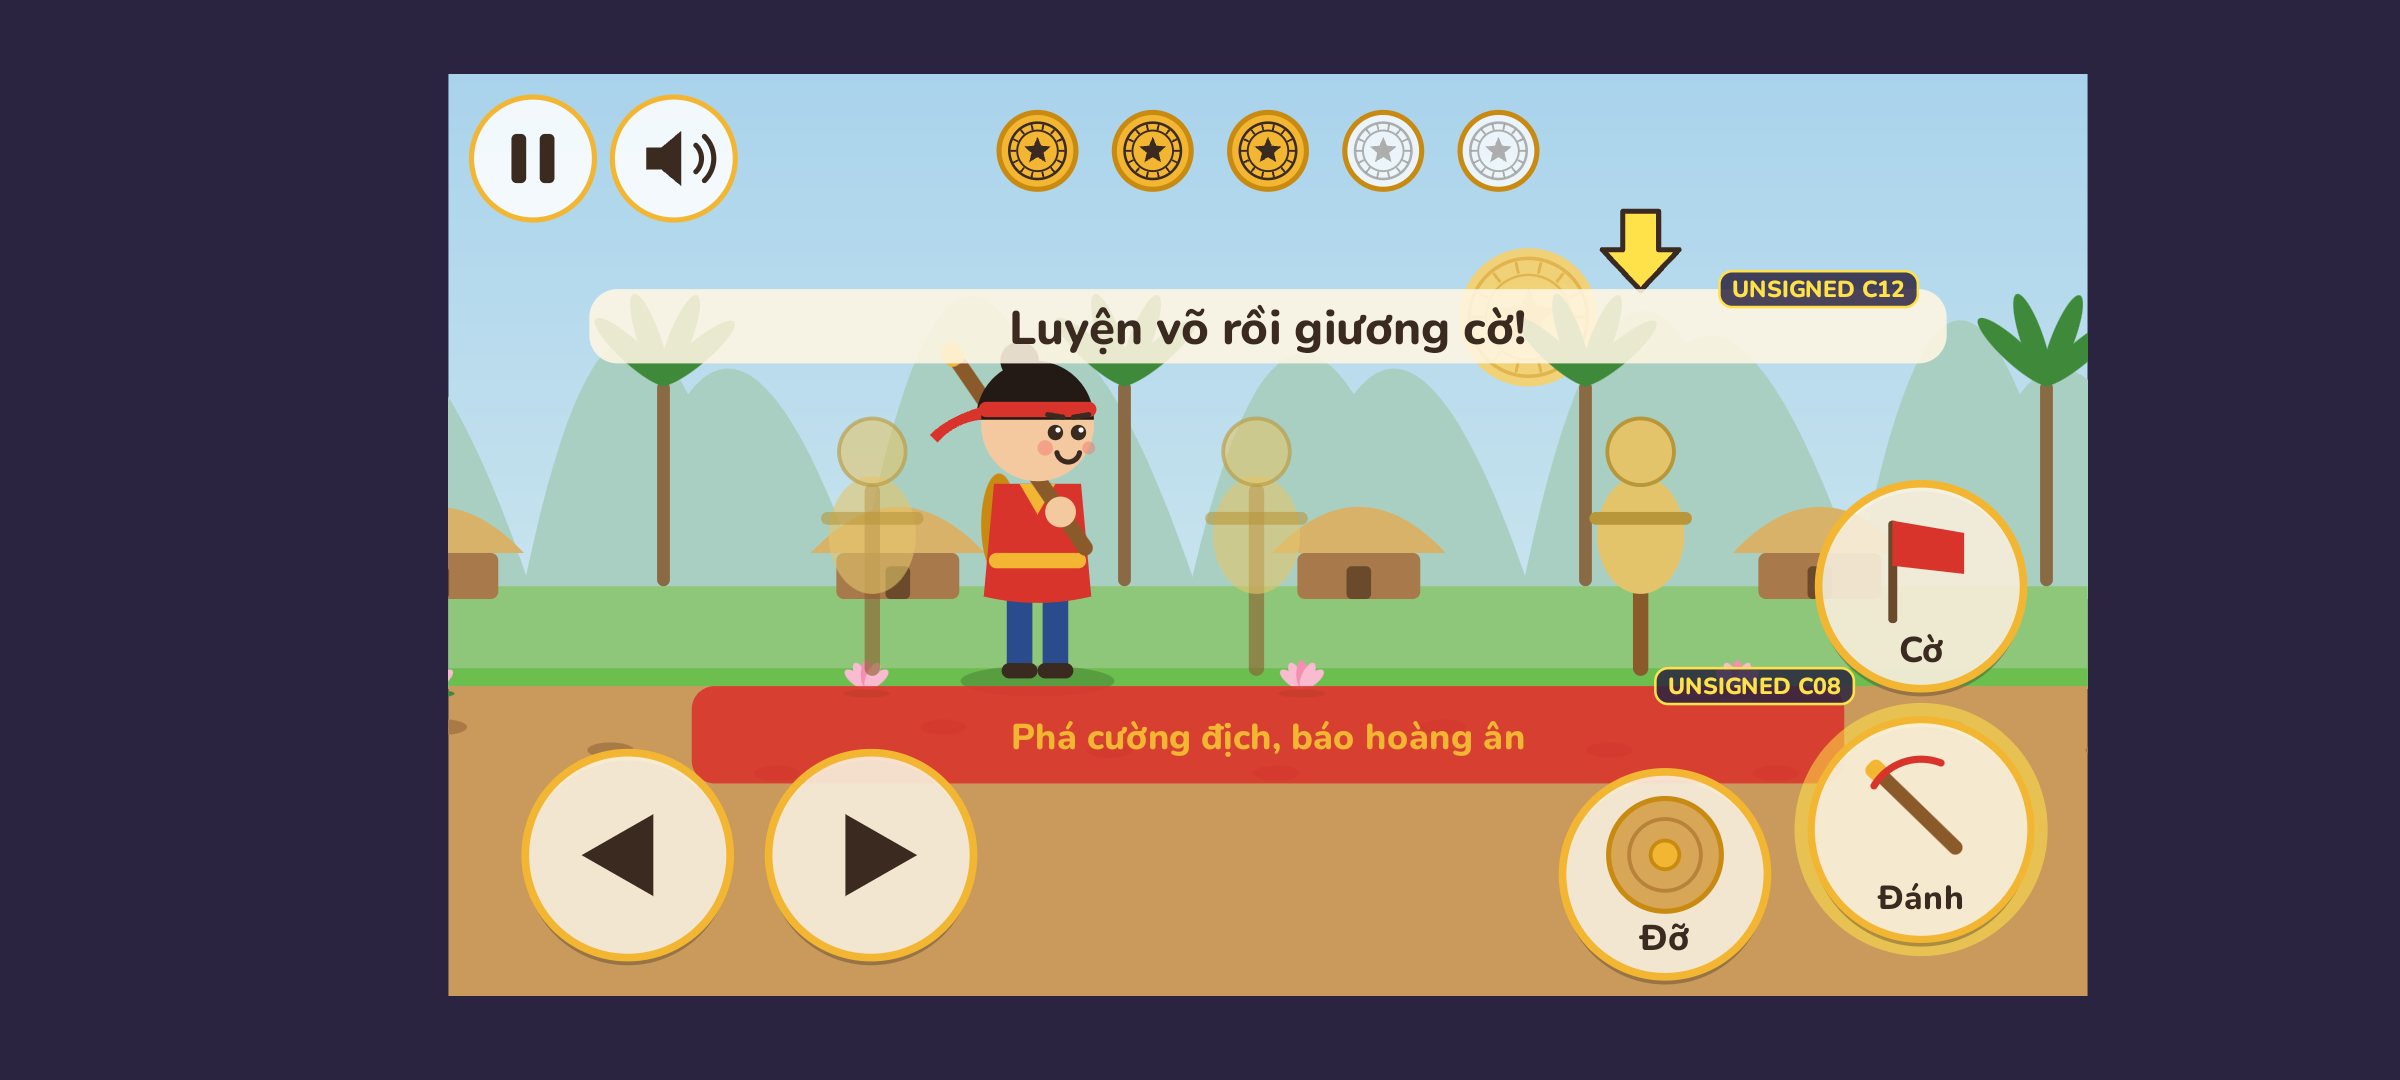 UNSIGNED C12
Luyện võ rồi giương cờ!
Cờ
UNSIGNED C08
Phá cường địch, báo hoàng ân
Đánh
Đỡ